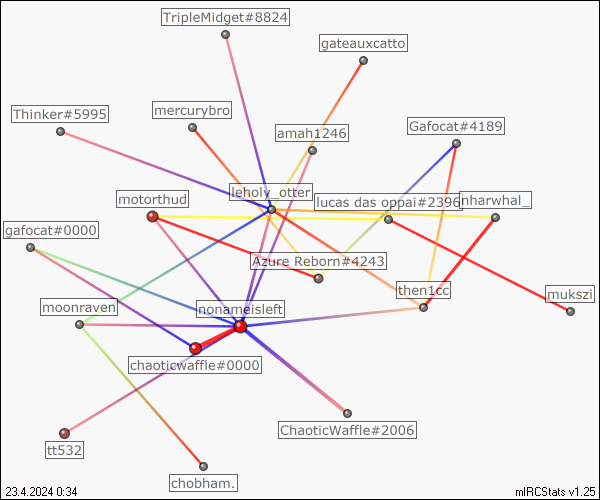 TripleMidget#8824
gateauxcatto
Thinker#5995
mercurybro
Gafocat#4189
amah1246
motorthud
leholy_otter
lucas das oppai#2396
nharwhal_
gafocat#0000
Azure Reborn#4243
then1cc
mukszi
moonraven
nonameisleft
chaoticwaffle#0000
ChaoticWaffle#2006
tt532
chobham.
23.4.2024 0:34
mIRCStats v1.25